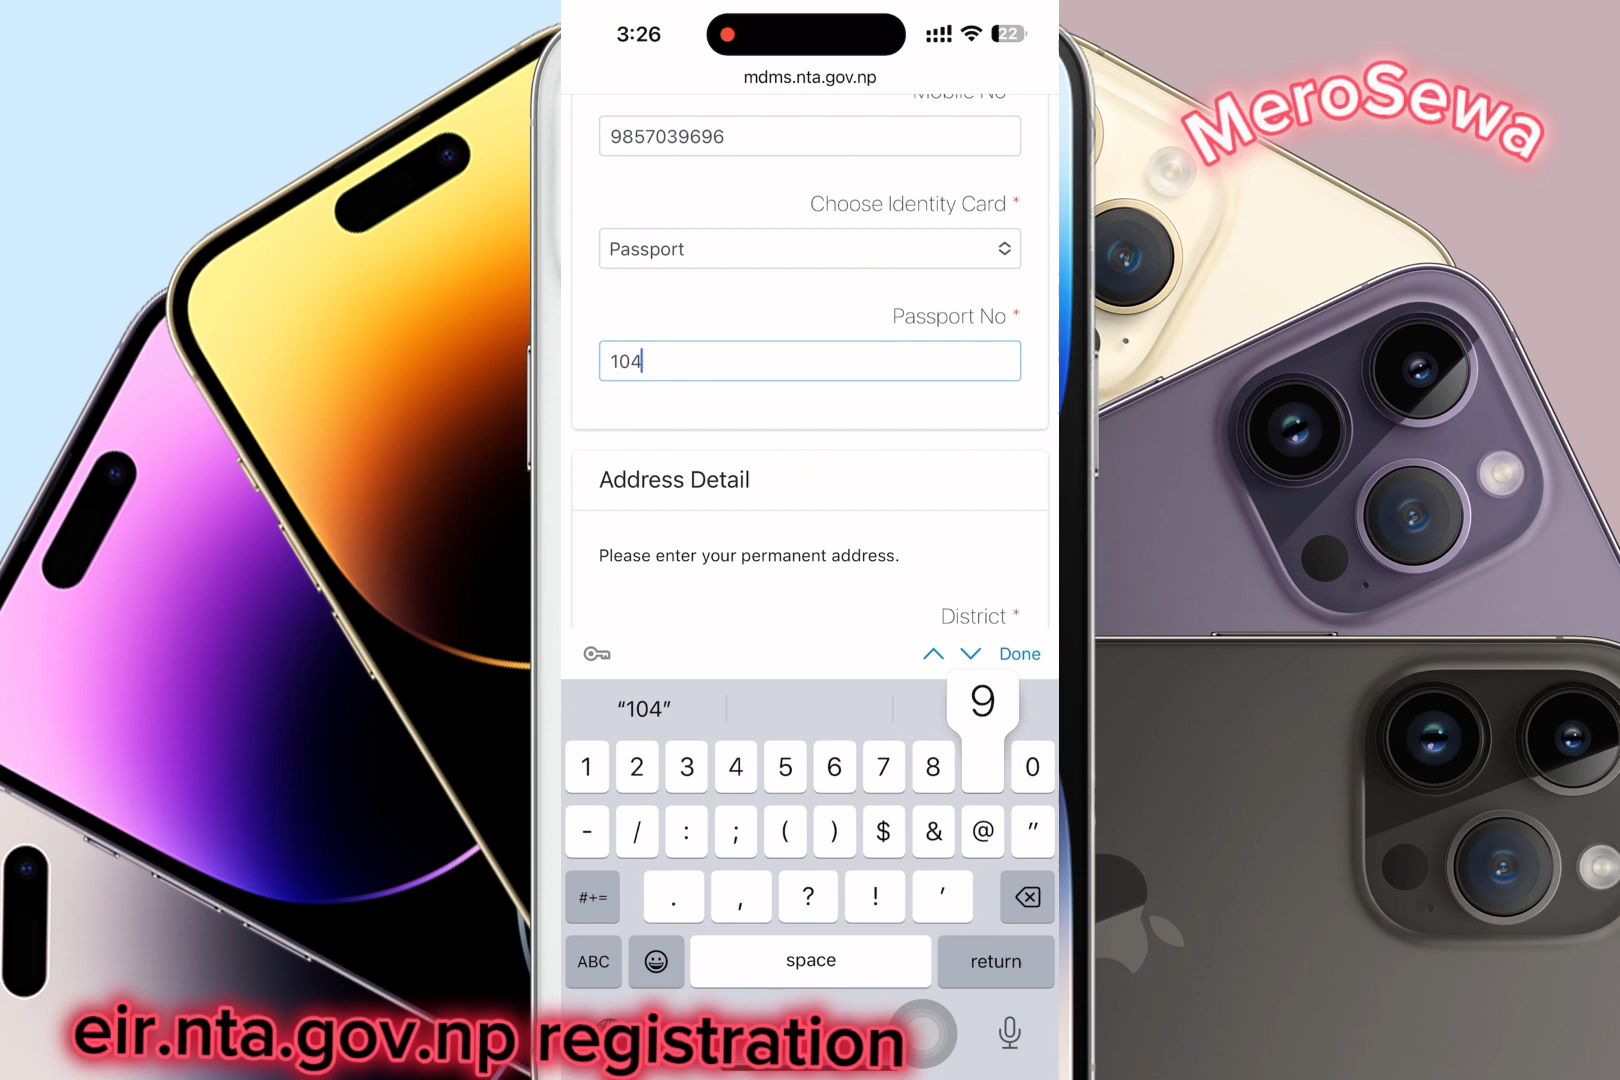 3:26
22
mdms.nta.gov.np
MeroSewa
Mobile No
9857039696
Choose Identity Card *
Passport
Passport No *
104
Address Detail
Please enter your permanent address.
District *
Done
“104”
9
1 2 3 4 5 6 7 8 0
- / : ; ( ) $ & @ "
#+= . , ? ! '
ABC space return
eir.nta.gov.np registration